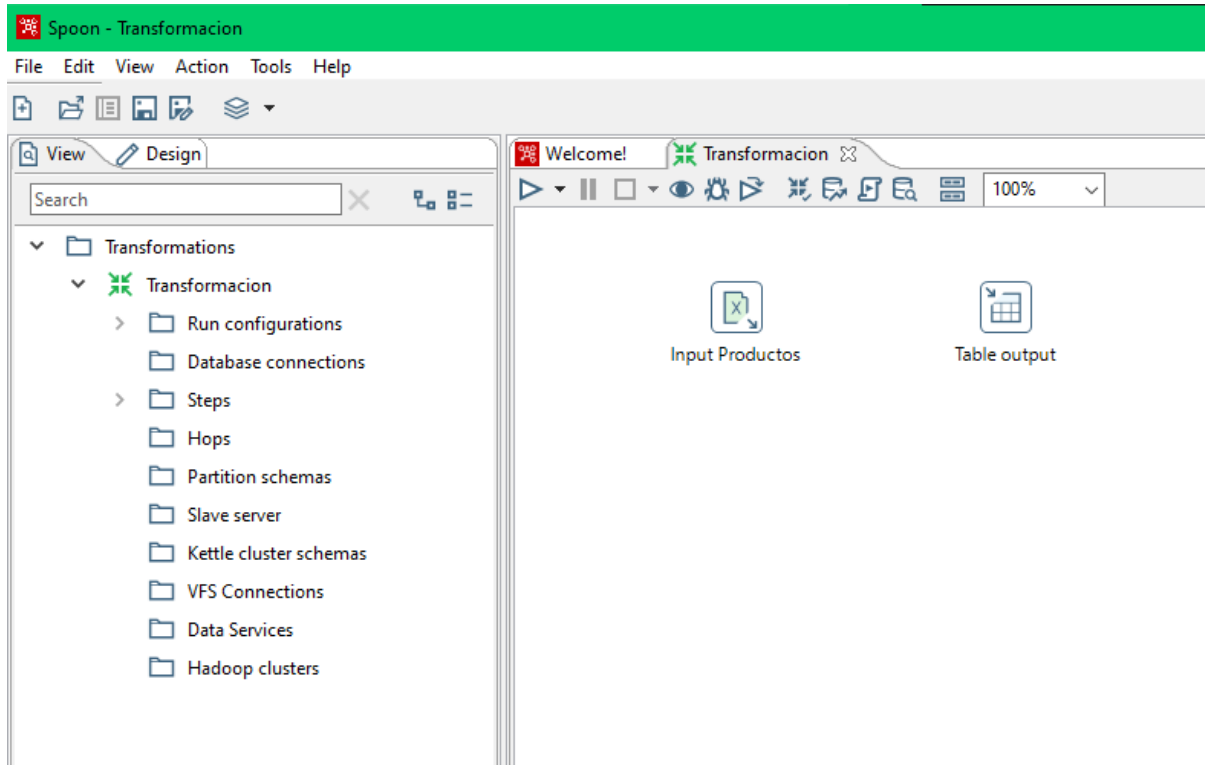 Spoon - Transformacion
File Edit View Action Tools Help
View Design
Welcome! Transformacion
Search
100%
Transformations
Transformacion
Run configurations
Database connections
Steps
Hops
Partition schemas
Slave server
Kettle cluster schemas
VFS Connections
Data Services
Hadoop clusters
Input Productos
Table output